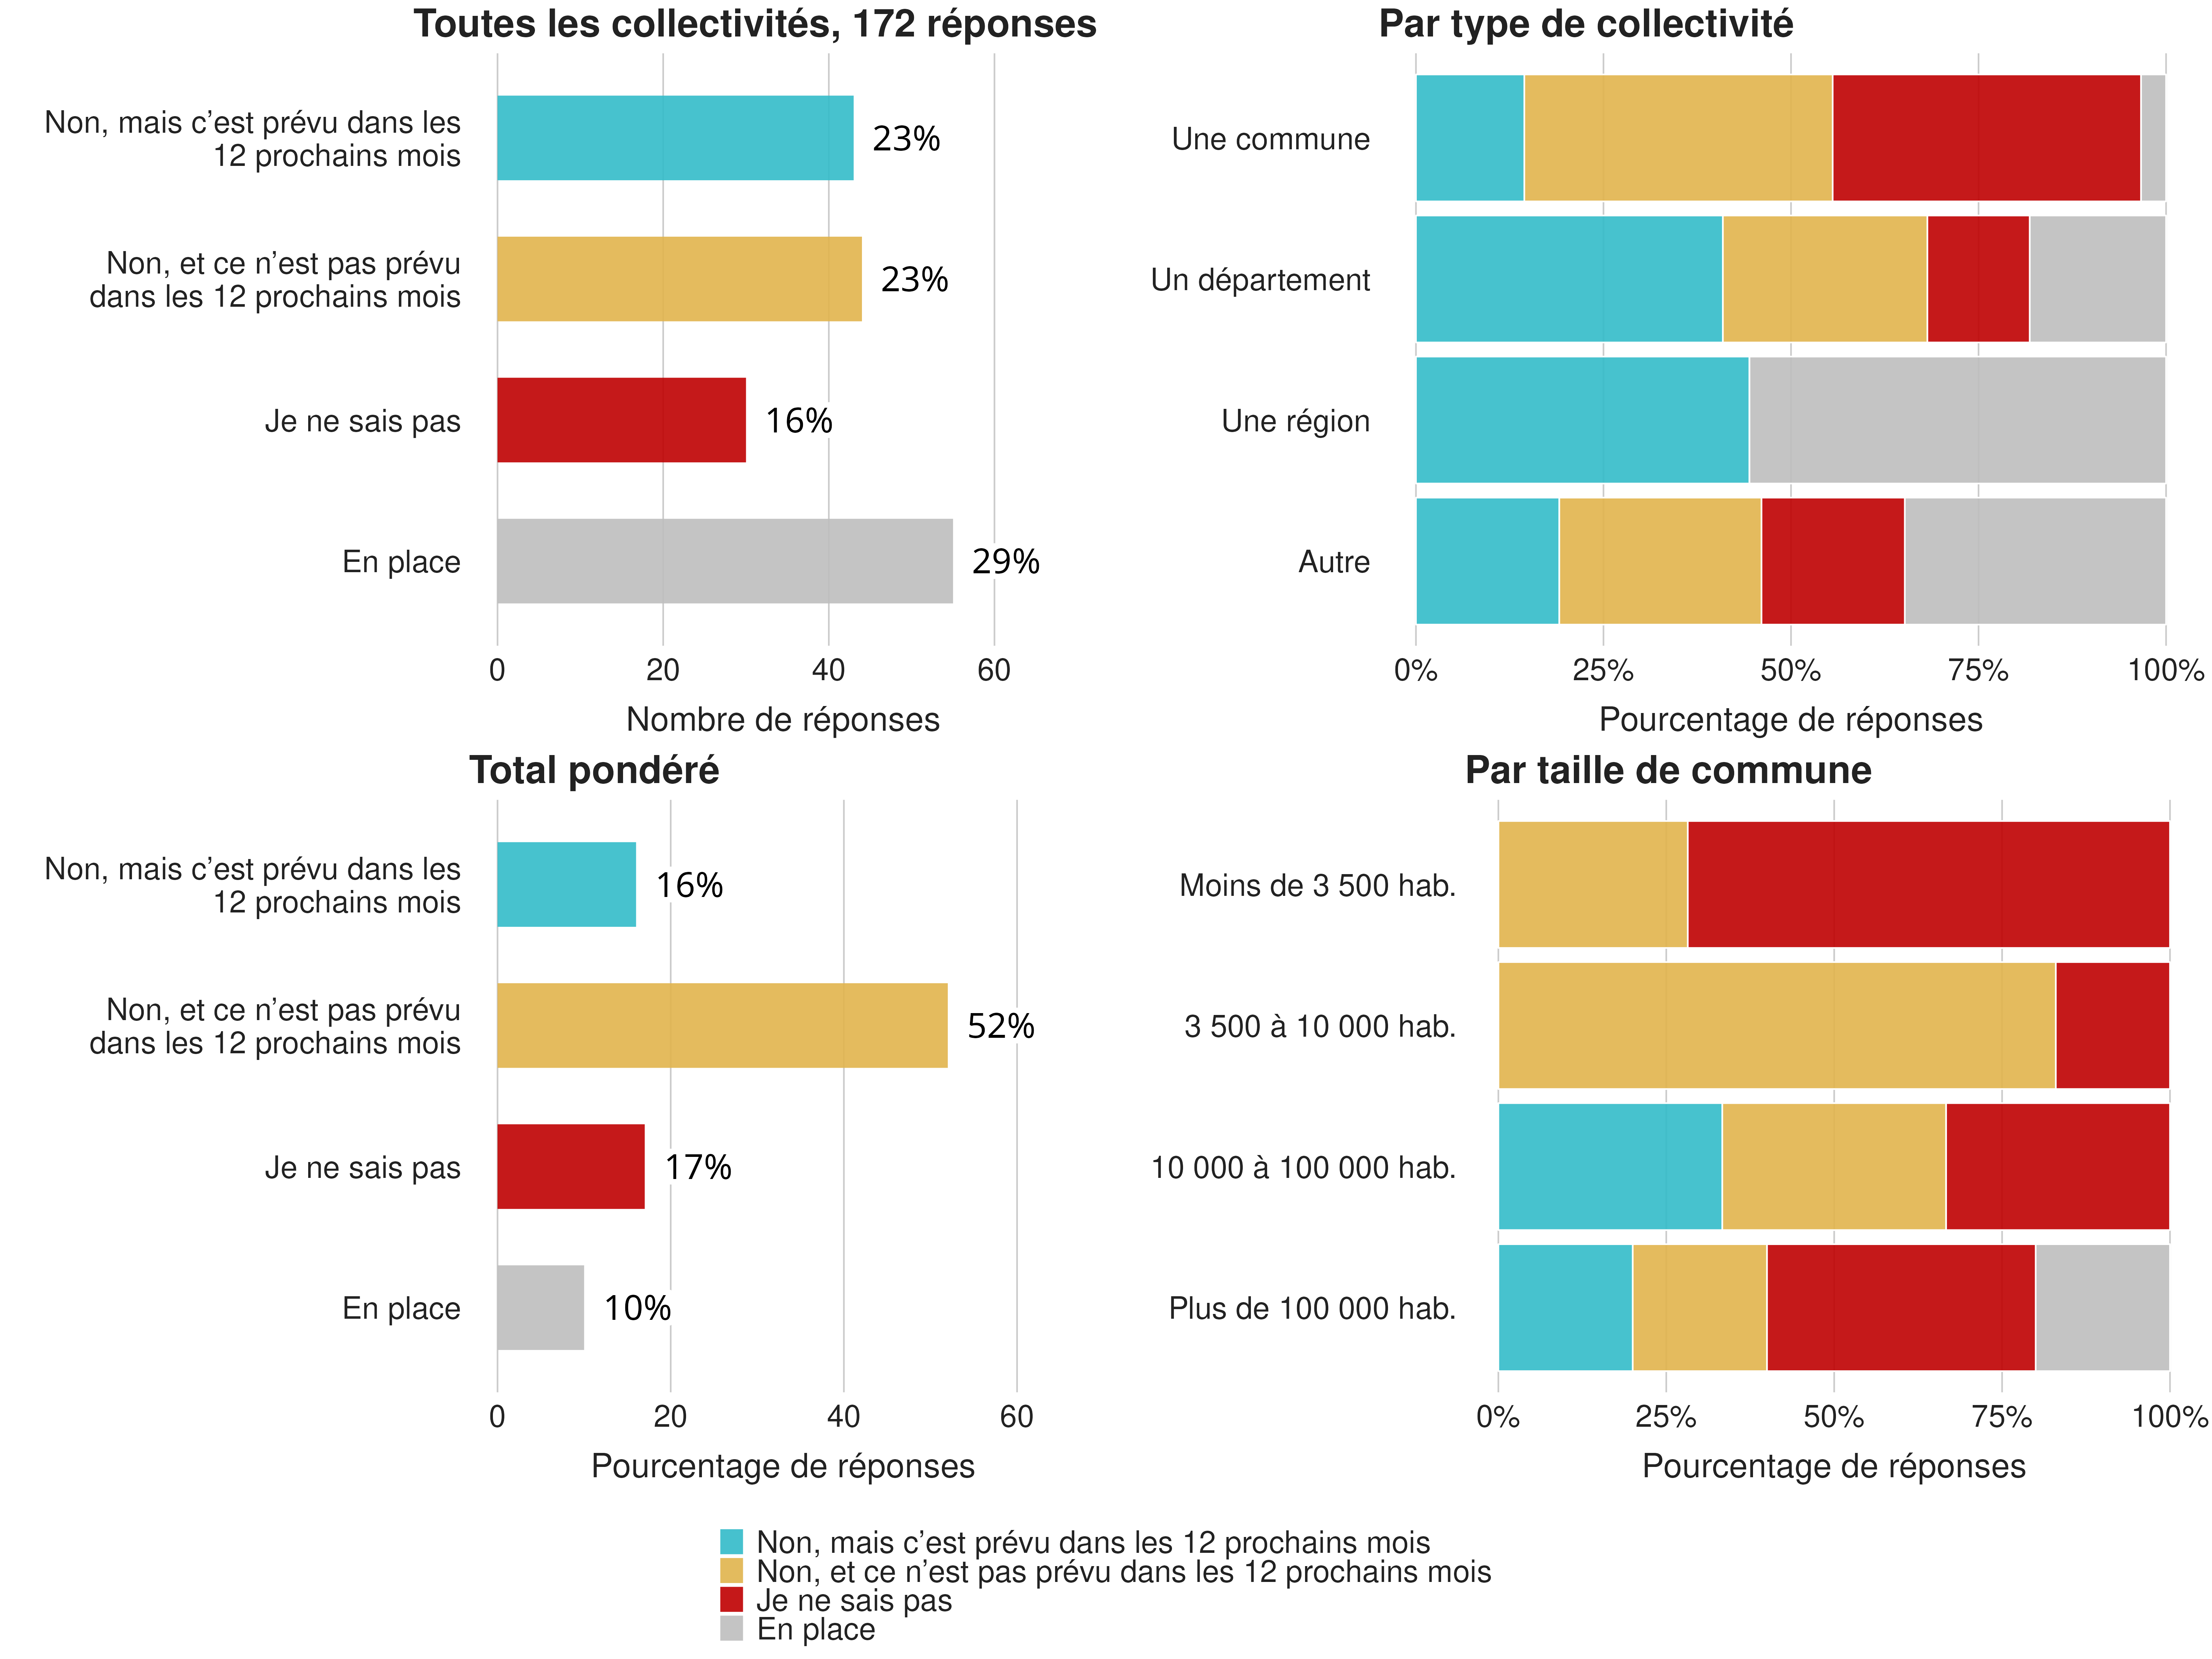 Toutes les collectivités, 172 réponses
Non, mais c’est prévu dans les
12 prochains mois
23%
Non, et ce n’est pas prévu
dans les 12 prochains mois
23%
Je ne sais pas
16%
En place
29%
0 20 40 60
Nombre de réponses
Par type de collectivité
Une commune
Un département
Une région
Autre
0% 25% 50% 75% 100%
Pourcentage de réponses
Total pondéré
Non, mais c’est prévu dans les
12 prochains mois
16%
Non, et ce n’est pas prévu
dans les 12 prochains mois
52%
Je ne sais pas
17%
En place
10%
0 20 40 60
Pourcentage de réponses
Par taille de commune
Moins de 3 500 hab.
3 500 à 10 000 hab.
10 000 à 100 000 hab.
Plus de 100 000 hab.
0% 25% 50% 75% 100%
Pourcentage de réponses
Non, mais c’est prévu dans les 12 prochains mois
Non, et ce n’est pas prévu dans les 12 prochains mois
Je ne sais pas
En place